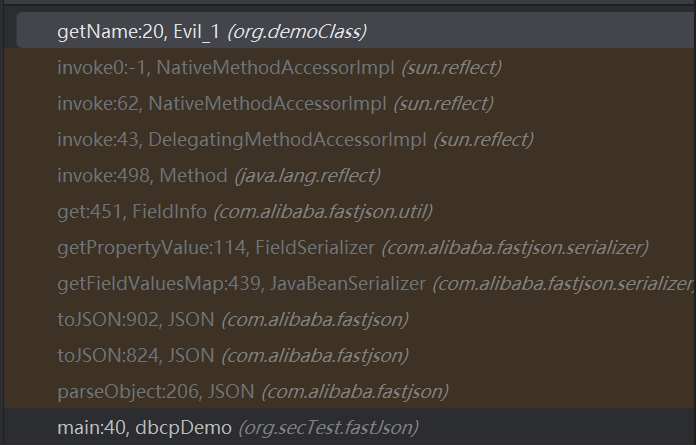 getName:20, Evil_1 (org.demoClass)
invoke0:-1, NativeMethodAccessorImpl (sun.reflect)
invoke:62, NativeMethodAccessorImpl (sun.reflect)
invoke:43, DelegatingMethodAccessorImpl (sun.reflect)
invoke:498, Method (java.lang.reflect)
get:451, FieldInfo (com.alibaba.fastjson.util)
getPropertyValue:114, FieldSerializer (com.alibaba.fastjson.serializer)
getFieldValuesMap:439, JavaBeanSerializer (com.alibaba.fastjson.serializer
toJSON:902, JSON (com.alibaba.fastjson)
toJSON:824, JSON (com.alibaba.fastjson)
parseObject:206, JSON (com.alibaba.fastjson)
main:40, dbcpDemo (org.secTest.fastJson)